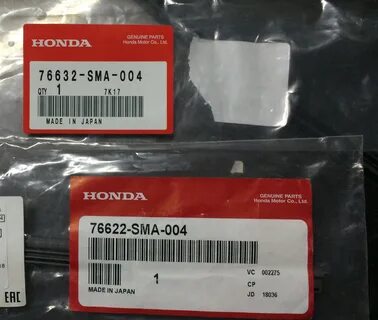 HONDA
GENUINE PARTS
Honda Motor Co., Ltd.
76632-SMA-004
QTY 1 7K17
MADE IN JAPAN
HONDA
GENUINE PARTS
Honda Motor Co., Ltd.
76622-SMA-004
1
VC 002275
CP
MADE IN JAPAN
JD 18036
EAC